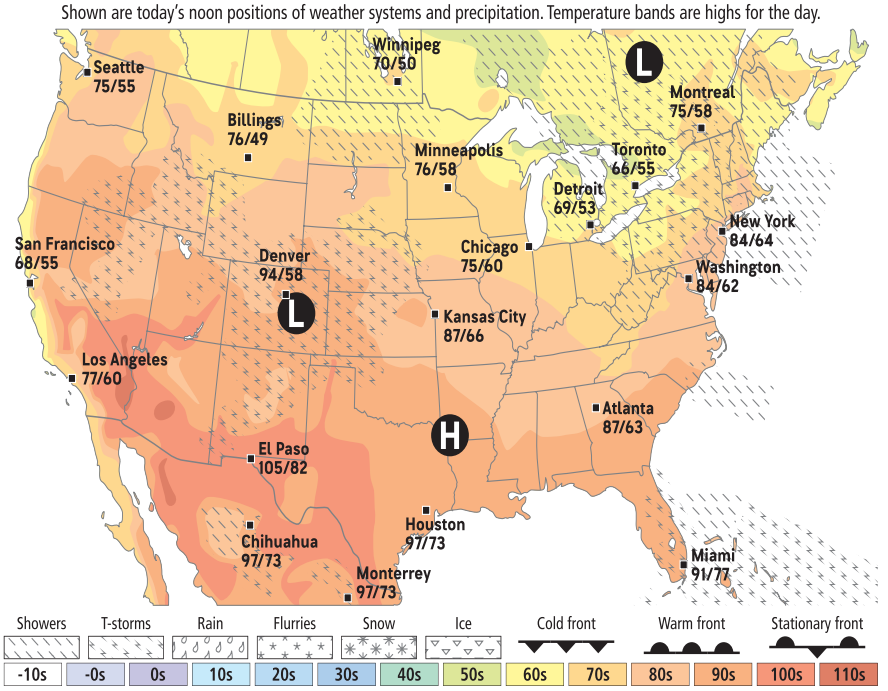 Shown are today's noon positions of weather systems and precipitation. Temperature bands are highs for the day.
Winnipeg
70/50
L
Seattle
75/55
Montreal
75/58
Billings
76/49
Minneapolis
76/58
Toronto
66/55
Detroit
69/53
New York
84/64
San Francisco
68/55
Chicago
75/60
Denver
94/58
Washington
84/62
L
Kansas City
87/66
Los Angeles
77/60
Atlanta
87/63
H
El Paso
105/82
Houston
97/73
Chihuahua
97/73
Miami
91/77
Monterrey
97/73
Showers T-storms Rain Flurries Snow Ice Cold front Warm front Stationary front
-10s -0s 0s 10s 20s 30s 40s 50s 60s 70s 80s 90s 100s 110s